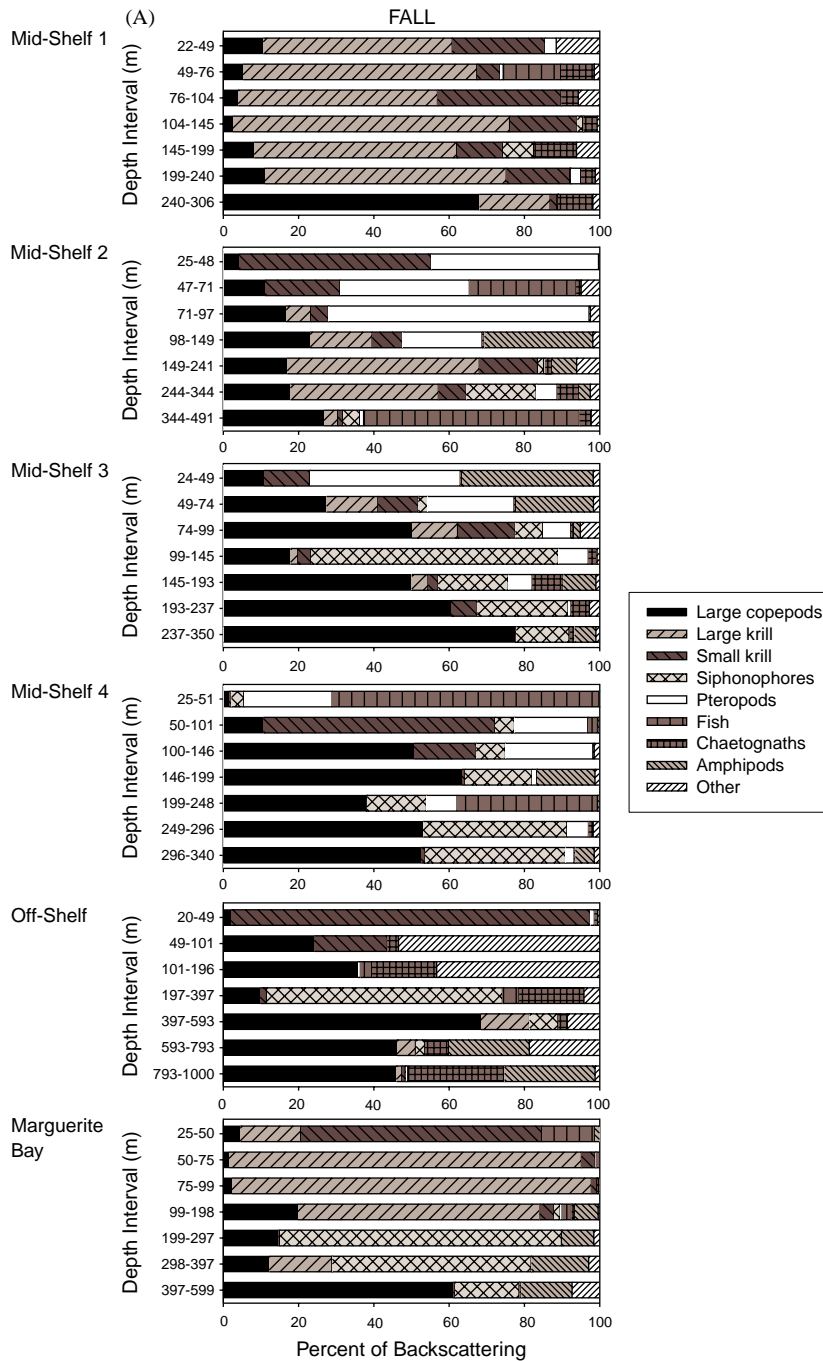 (A) FALL
Mid-Shelf 1
Depth Interval (m)
22-49
49-76
76-104
104-145
145-199
199-240
240-306
0 20 40 60 80 100
Mid-Shelf 2
Depth Interval (m)
25-48
47-71
71-97
98-149
149-241
244-344
344-491
0 20 40 60 80 100
Mid-Shelf 3
Depth Interval (m)
24-49
49-74
74-99
99-145
145-193
193-237
237-350
0 20 40 60 80 100
Large copepods
Large krill
Small krill
Siphonophores
Pteropods
Fish
Chaetognaths
Amphipods
Other
Mid-Shelf 4
Depth Interval (m)
25-51
50-101
100-146
146-199
199-248
249-296
296-340
0 20 40 60 80 100
Off-Shelf
Depth Interval (m)
20-49
49-101
101-196
197-397
397-593
593-793
793-1000
0 20 40 60 80 100
Marguerite
Bay
Depth Interval (m)
25-50
50-75
75-99
99-198
199-297
298-397
397-599
0 20 40 60 80 100
Percent of Backscattering